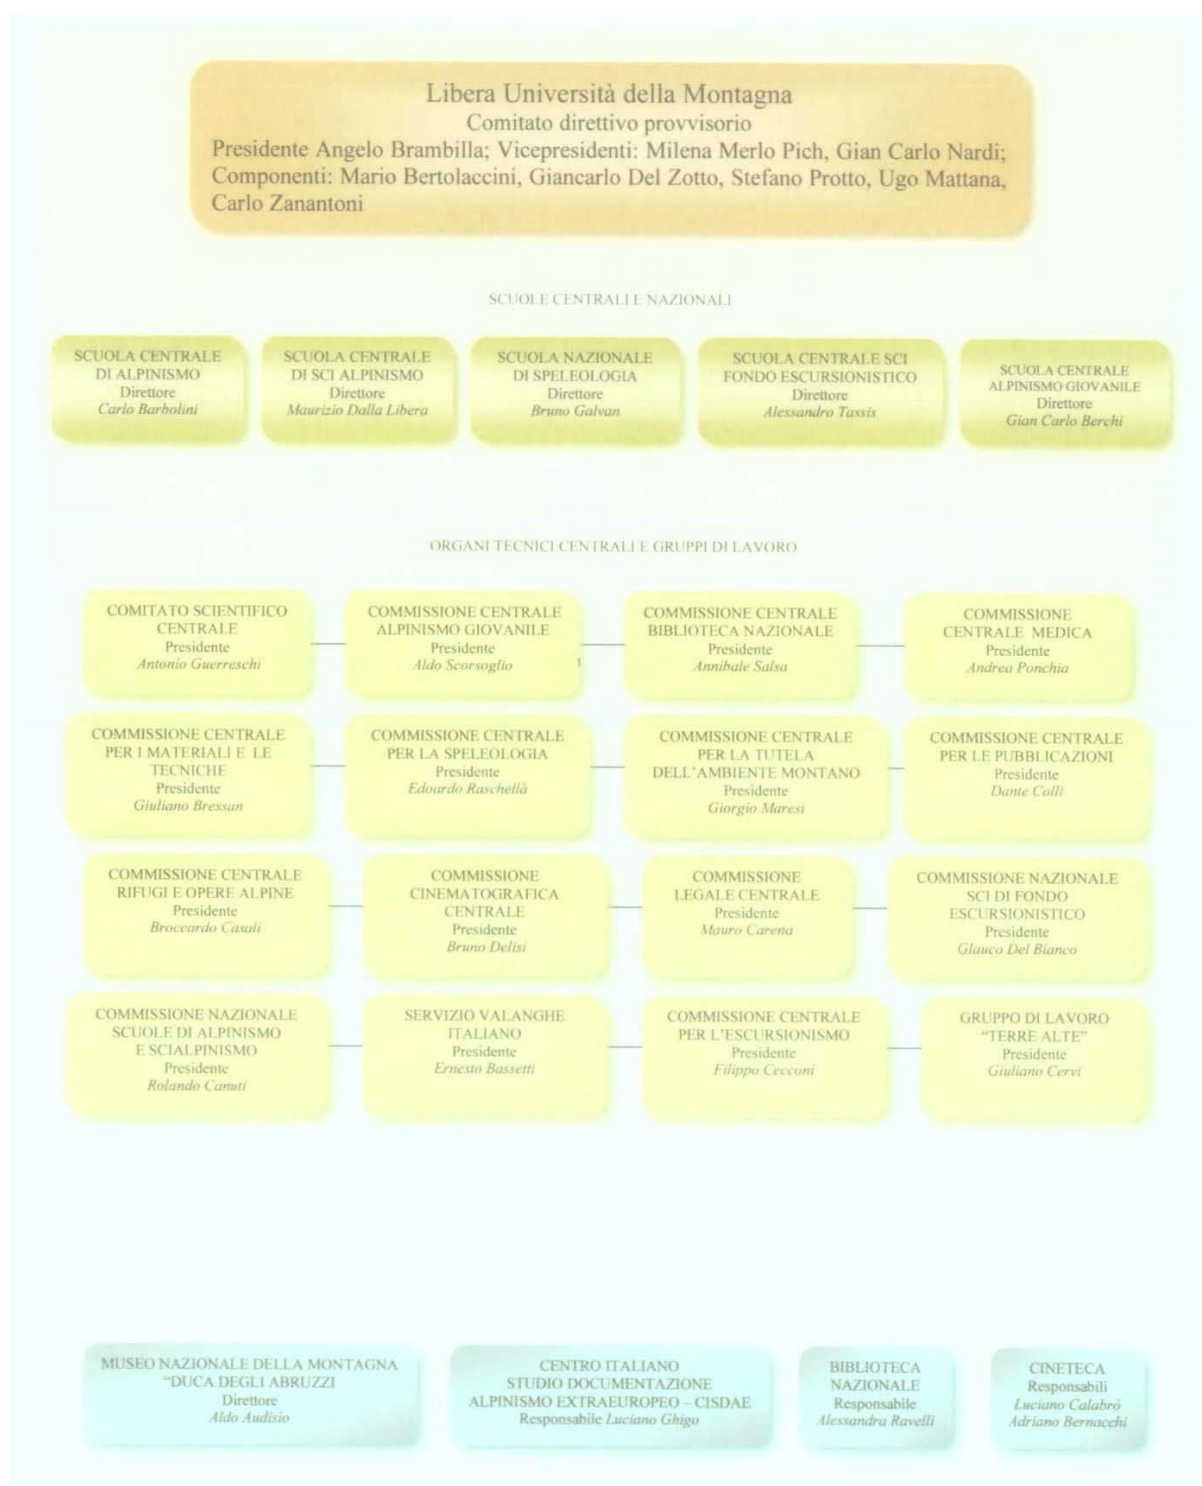 Libera Università della Montagna
Comitato direttivo provvisorio
Presidente Angelo Brambilla; Vicepresidenti: Milena Merlo Pich, Gian Carlo Nardi;
Componenti: Mario Bertolaccini, Giancarlo Del Zotto, Stefano Protto, Ugo Mattana,
Carlo Zanantoni
SCUOLE CENTRALI E NAZIONALI
SCUOLA CENTRALE
DI ALPINISMO
Direttore
Carlo Barbolini
SCUOLA CENTRALE
DI SCI ALPINISMO
Direttore
Maurizio Dalla Libera
SCUOLA NAZIONALE
DI SPELEOLOGIA
Direttore
Bruno Galvan
SCUOLA CENTRALE SCI
FONDO ESCURSIONISTICO
Direttore
Alessandro Tassis
SCUOLA CENTRALE
ALPINISMO GIOVANILE
Direttore
Gian Carlo Berchi
ORGANI TECNICI CENTRALI E GRUPPI DI LAVORO
COMITATO SCIENTIFICO
CENTRALE
Presidente
Antonio Guerreschi
COMMISSIONE CENTRALE
ALPINISMO GIOVANILE
Presidente
Aldo Scorsoglio
COMMISSIONE CENTRALE
BIBLIOTECA NAZIONALE
Presidente
Annibale Salsa
COMMISSIONE
CENTRALE MEDICA
Presidente
Andrea Ponchia
COMMISSIONE CENTRALE
PER I MATERIALI E LE
TECNICHE
Presidente
Giuliano Bressan
COMMISSIONE CENTRALE
PER LA SPELEOLOGIA
Presidente
Edoardo Raschellà
COMMISSIONE CENTRALE
PER LA TUTELA
DELL'AMBIENTE MONTANO
Presidente
Giorgio Maresi
COMMISSIONE CENTRALE
PER LE PUBBLICAZIONI
Presidente
Dante Colli
COMMISSIONE CENTRALE
RIFUGI E OPERE ALPINE
Presidente
Broccardo Casali
COMMISSIONE
CINEMATOGRAFICA
CENTRALE
Presidente
Bruno Delisi
COMMISSIONE
LEGALE CENTRALE
Presidente
Mauro Carena
COMMISSIONE NAZIONALE
SCI DI FONDO
ESCURSIONISTICO
Presidente
Glauco Del Bianco
COMMISSIONE NAZIONALE
SCUOLE DI ALPINISMO
E SCIALPINISMO
Presidente
Rolando Canuti
SERVIZIO VALANGHE
ITALIANO
Presidente
Ernesto Bassetti
COMMISSIONE CENTRALE
PER L'ESCURSIONISMO
Presidente
Filippo Cecconi
GRUPPO DI LAVORO
"TERRE ALTE"
Presidente
Giuliano Cervi
MUSEO NAZIONALE DELLA MONTAGNA
"DUCA DEGLI ABRUZZI
Direttore
Aldo Audisio
CENTRO ITALIANO
STUDIO DOCUMENTAZIONE
ALPINISMO EXTRAEUROPEO – CISDAE
Responsabile Luciano Ghigo
BIBLIOTECA
NAZIONALE
Responsabile
Alessandra Ravelli
CINETECA
Responsabili
Luciano Calabrò
Adriano Bernacchi